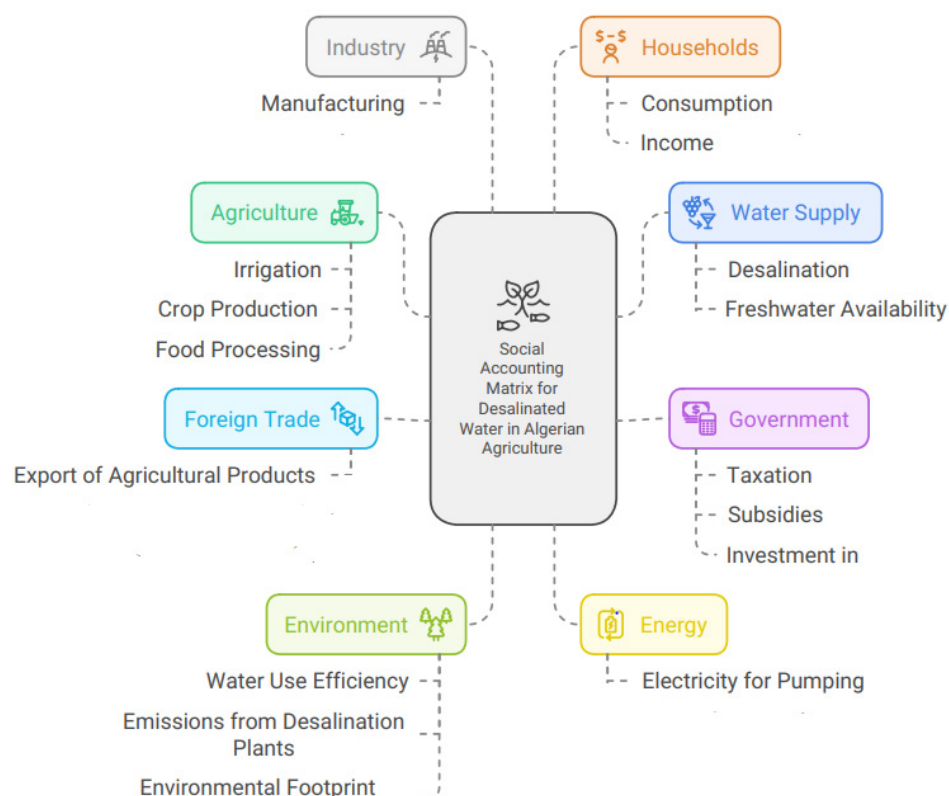 Industry
Manufacturing
Households
Consumption
Income
Agriculture
Irrigation
Crop Production
Food Processing
Water Supply
Desalination
Freshwater Availability
Social
Accounting
Matrix for
Desalinated
Water in Algerian
Agriculture
Foreign Trade
Export of Agricultural Products
Government
Taxation
Subsidies
Investment in
Environment
Water Use Efficiency
Emissions from Desalination
Plants
Environmental Footprint
Energy
Electricity for Pumping